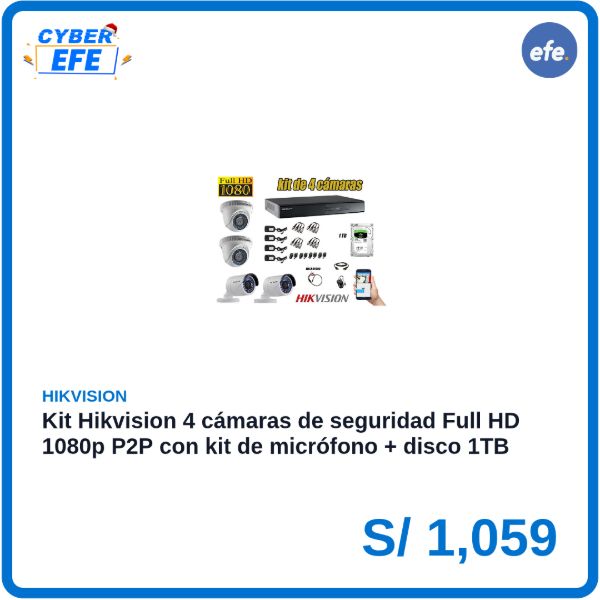 CYBER
EFE
efe.
Full HD
1080
kit de 4 cámaras
1TB
HIKVISION
HIKVISION
Kit Hikvision 4 cámaras de seguridad Full HD
1080p P2P con kit de micrófono + disco 1TB
S/ 1,059